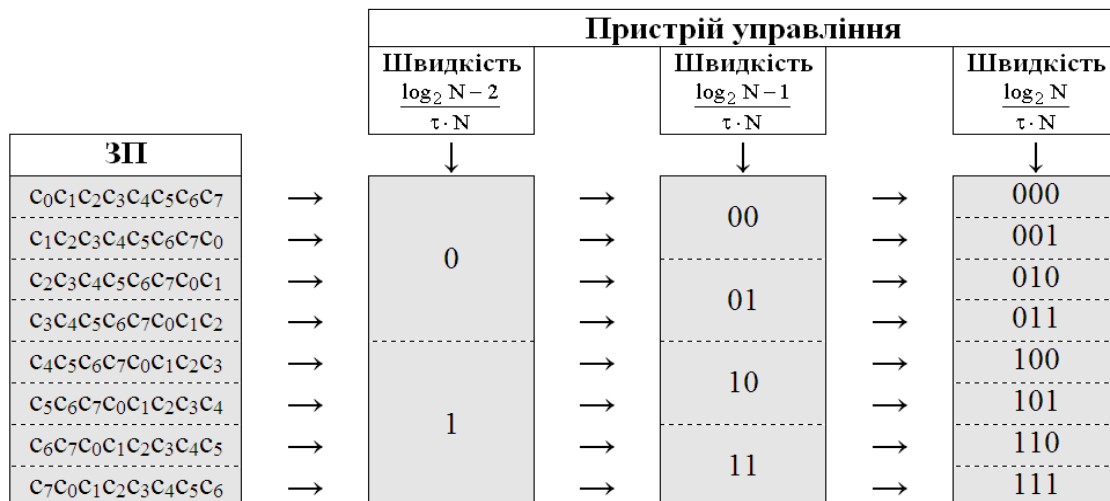 Пристрій управління
Швидкість Швидкість Швидкість
log₂ N − 2 / τ · N log₂ N − 1 / τ · N log₂ N / τ · N
↓ ↓ ↓
ЗП
c₀c₁c₂c₃c₄c₅c₆c₇ → → 00 → 000
c₁c₂c₃c₄c₅c₆c₇c₀ → 0 → → 001
c₂c₃c₄c₅c₆c₇c₀c₁ → → 01 → 010
c₃c₄c₅c₆c₇c₀c₁c₂ → → → 011
c₄c₅c₆c₇c₀c₁c₂c₃ → → 10 → 100
c₅c₆c₇c₀c₁c₂c₃c₄ → 1 → → 101
c₆c₇c₀c₁c₂c₃c₄c₅ → → 11 → 110
c₇c₀c₁c₂c₃c₄c₅c₆ → → → 111